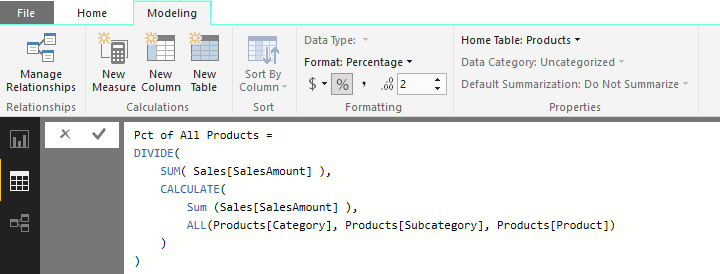 File Home Modeling
Manage Relationships
Relationships
New Measure
New Column
New Table
Calculations
Sort By Column
Sort
Data Type:
Format: Percentage
$ % , .00 2
Formatting
Home Table: Products
Data Category: Uncategorized
Default Summarization: Do Not Summarize
Properties
Pct of All Products =
DIVIDE(
SUM( Sales[SalesAmount] ),
CALCULATE(
Sum (Sales[SalesAmount] ),
ALL(Products[Category], Products[Subcategory], Products[Product])
)
)